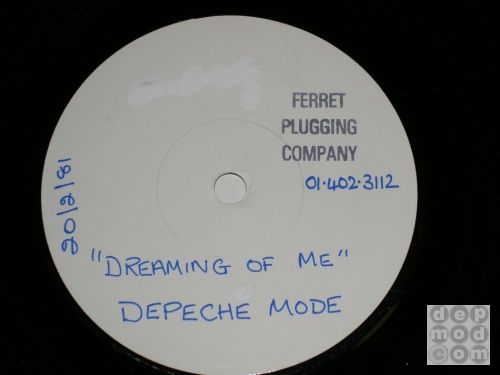 FERRET
PLUGGING
COMPANY
01·402·3112
20/2/81
"DREAMING OF ME"
DEPECHE MODE
dep
mod
com